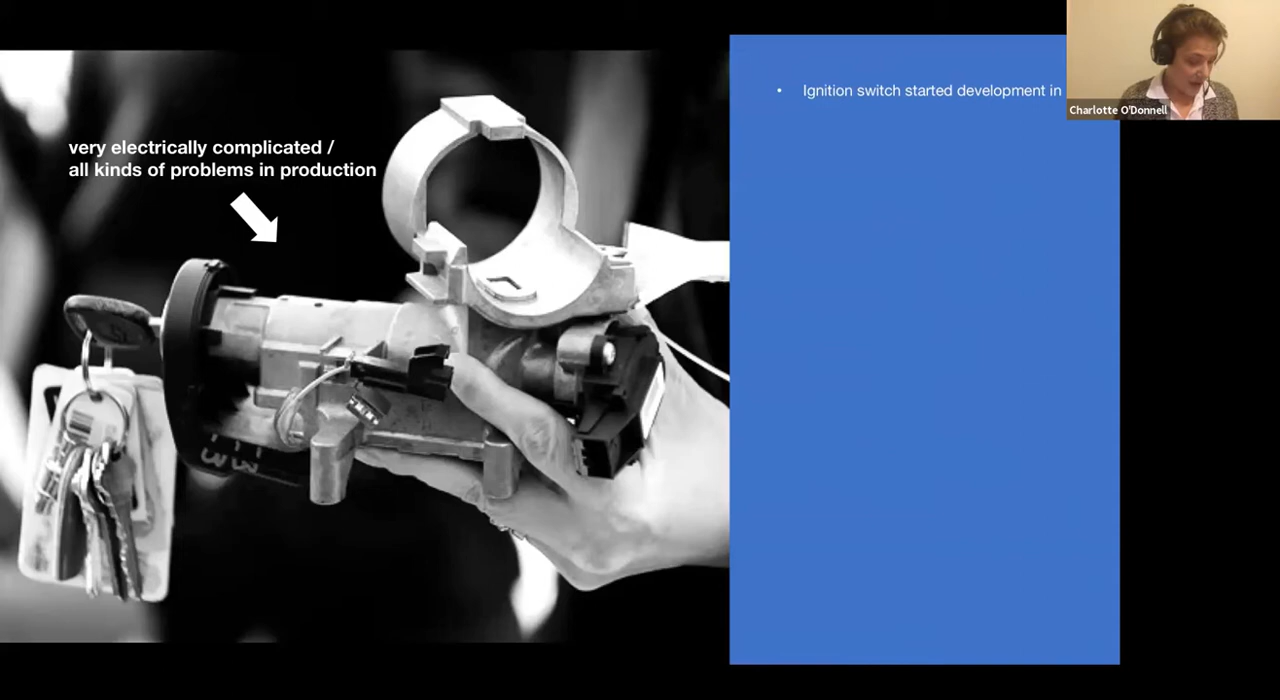 very electrically complicated /
all kinds of problems in production
• Ignition switch started development in
Charlotte O'Donnell